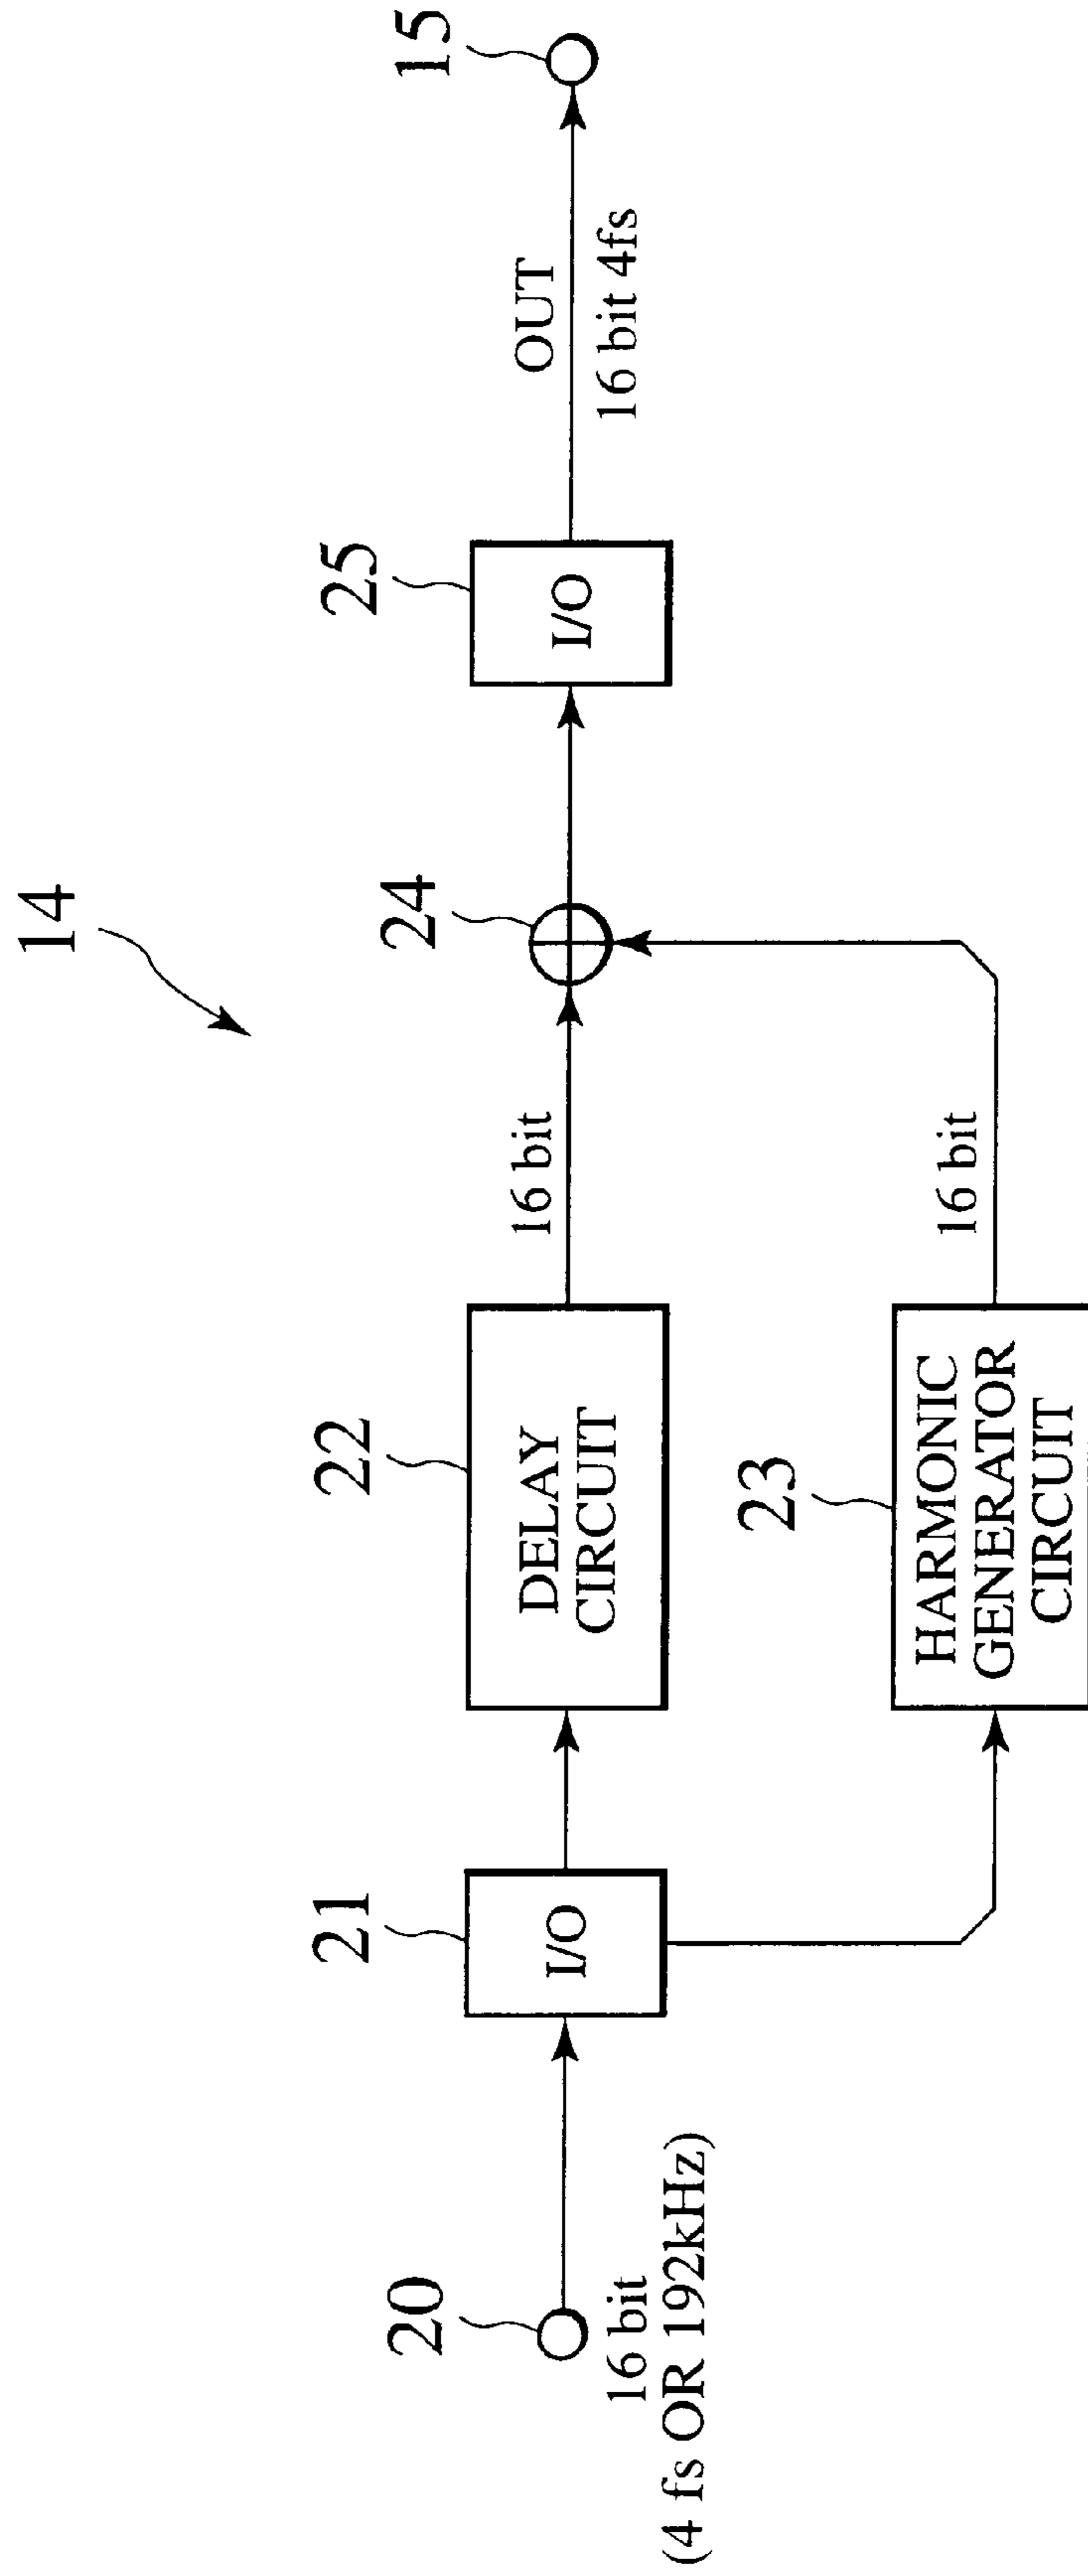 14
20
16 bit
(4 fs OR 192kHz)
21
I/O
22
DELAY
CIRCUIT
16 bit
23
HARMONIC
GENERATOR
CIRCUIT
16 bit
24
25
I/O
OUT
16 bit 4fs
15